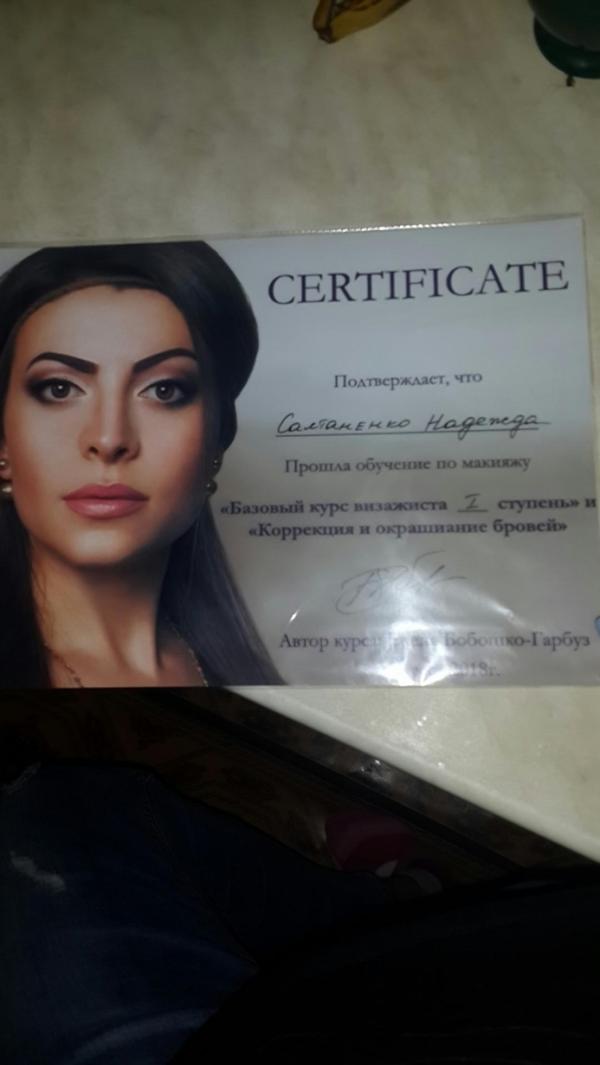 CERTIFICATE
Подтверждает, что
Салтаненко Надежда
Прошла обучение по макияжу
«Базовый курс визажиста I ступень» и
«Коррекция и окрашиание бровей»
Автор курса Бобошко-Гарбуз
2018г.